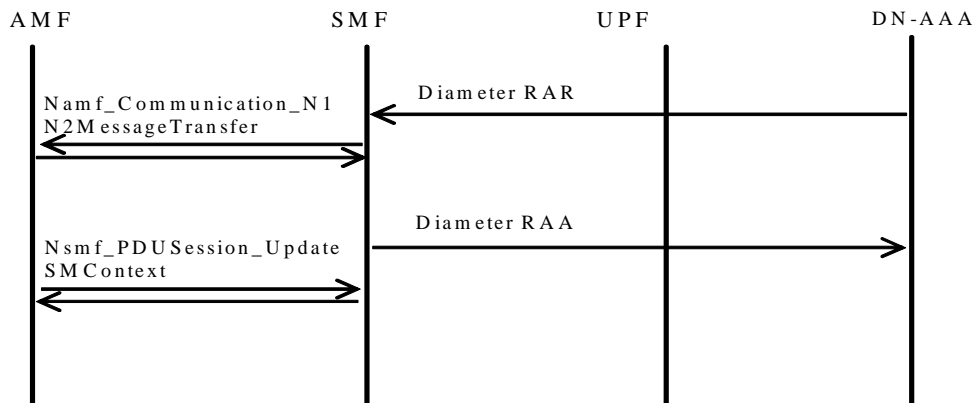 AMF
SMF
UPF
DN-AAA
Diameter RAR
Namf_Communication_N1
N2MessageTransfer
Diameter RAA
Nsmf_PDUSession_Update
SMContext